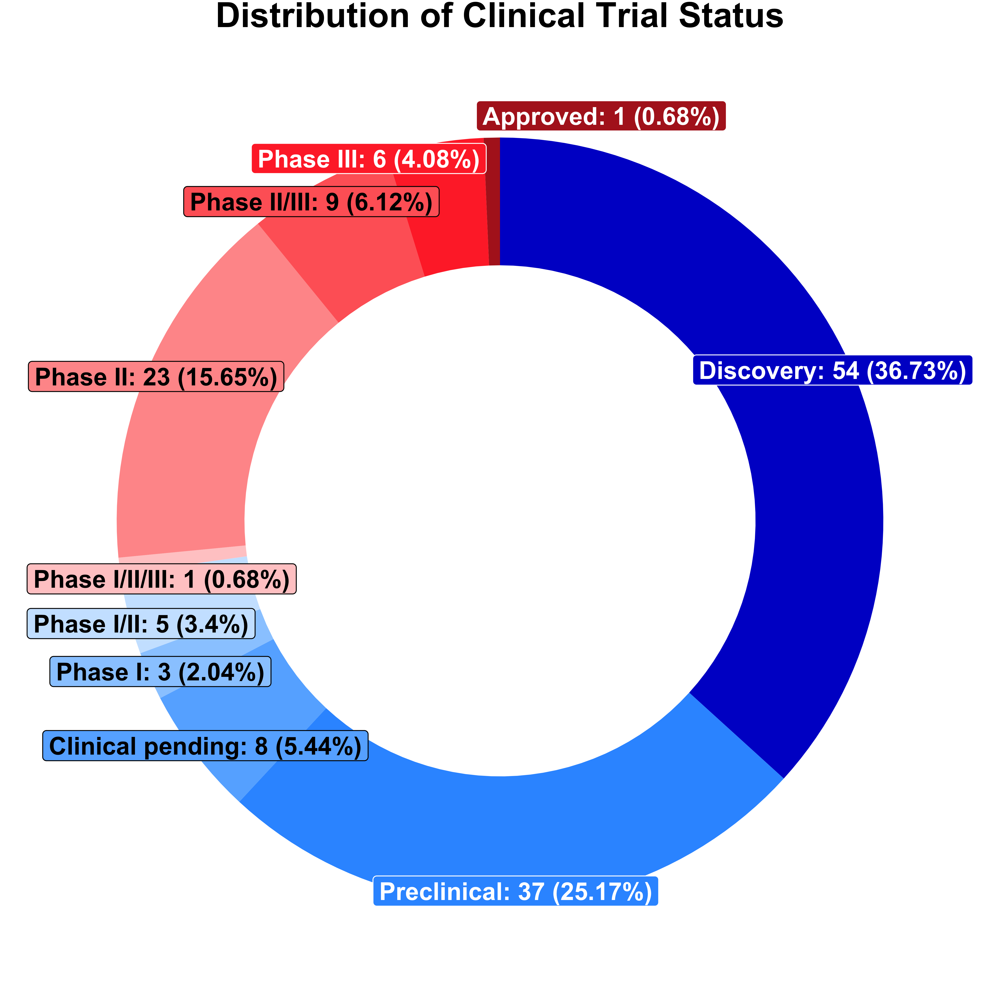 Distribution of Clinical Trial Status
Approved: 1 (0.68%)
Phase III: 6 (4.08%)
Phase II/III: 9 (6.12%)
Phase II: 23 (15.65%)
Discovery: 54 (36.73%)
Phase I/II/III: 1 (0.68%)
Phase I/II: 5 (3.4%)
Phase I: 3 (2.04%)
Clinical pending: 8 (5.44%)
Preclinical: 37 (25.17%)